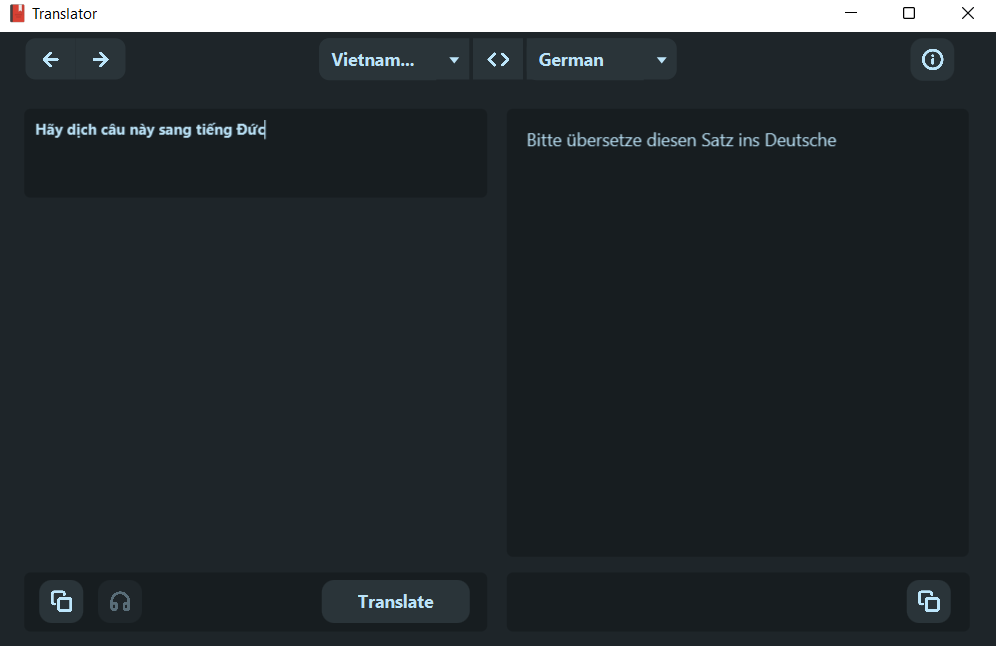 Translator
Vietnam...
German
Hãy dịch câu này sang tiếng Đức
Bitte übersetze diesen Satz ins Deutsche
Translate